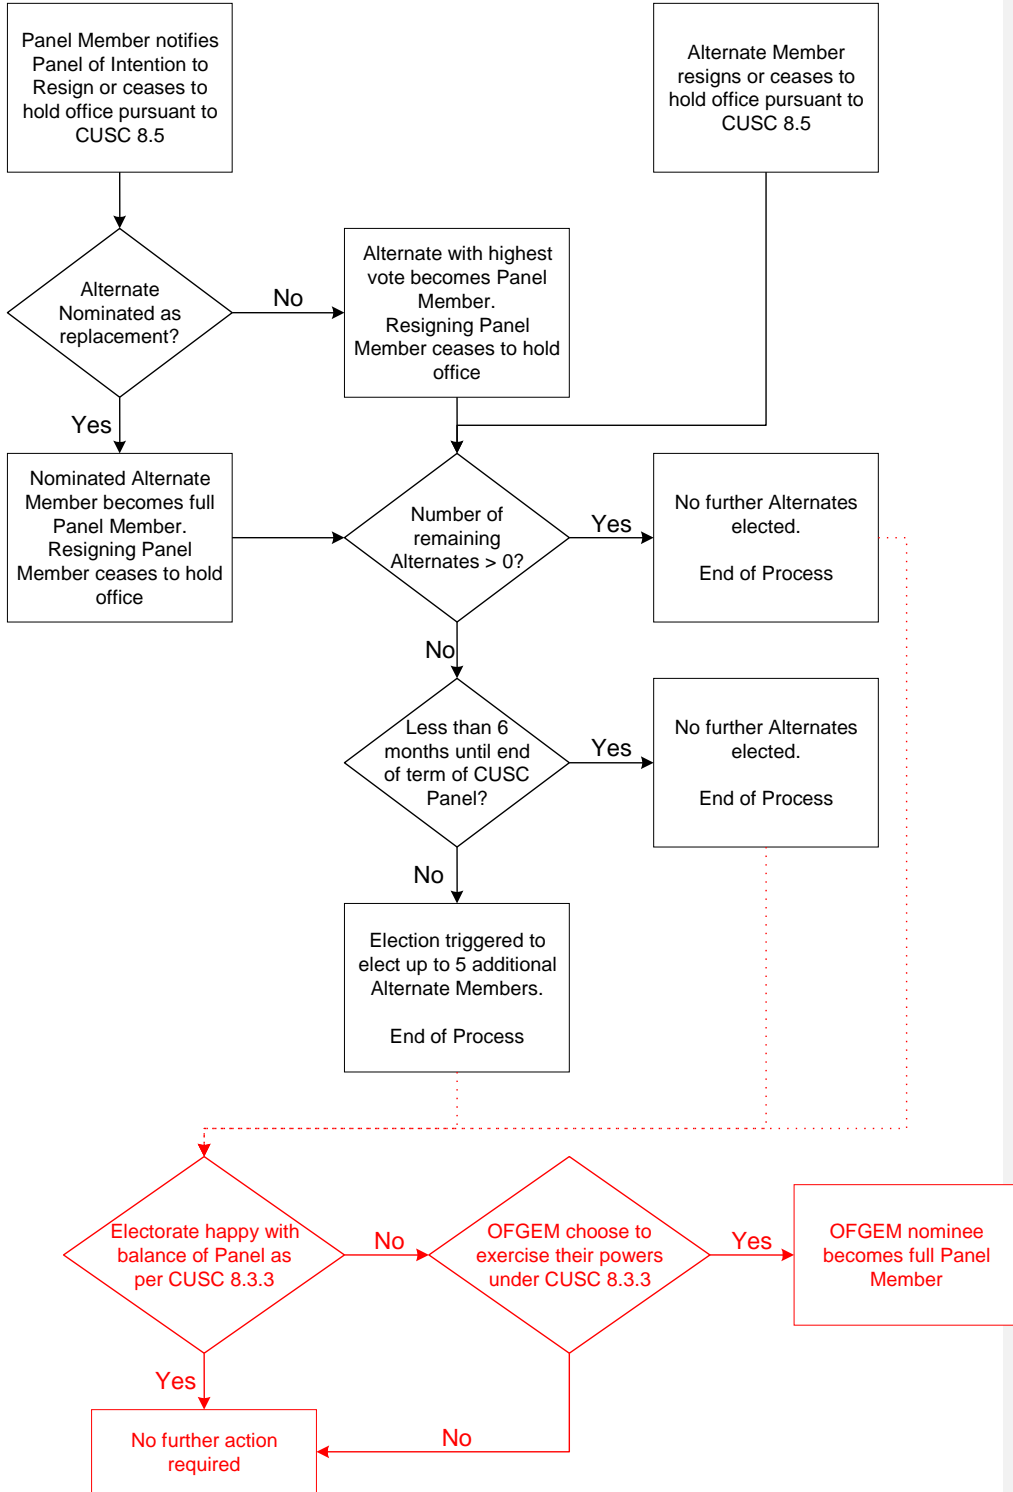 Panel Member notifies
Panel of Intention to
Resign or ceases to
hold office pursuant to
CUSC 8.5
Alternate Member
resigns or ceases to
hold office pursuant to
CUSC 8.5
Alternate
Nominated as
replacement?
No
Alternate with highest
vote becomes Panel
Member.
Resigning Panel
Member ceases to hold
office
Yes
Nominated Alternate
Member becomes full
Panel Member.
Resigning Panel
Member ceases to hold
office
Number of
remaining
Alternates > 0?
Yes
No further Alternates
elected.
End of Process
No
Less than 6
months until end
of term of CUSC
Panel?
Yes
No further Alternates
elected.
End of Process
No
Election triggered to
elect up to 5 additional
Alternate Members.
End of Process
Electorate happy with
balance of Panel as
per CUSC 8.3.3
No
OFGEM choose to
exercise their powers
under CUSC 8.3.3
Yes
OFGEM nominee
becomes full Panel
Member
Yes
No further action
required
No